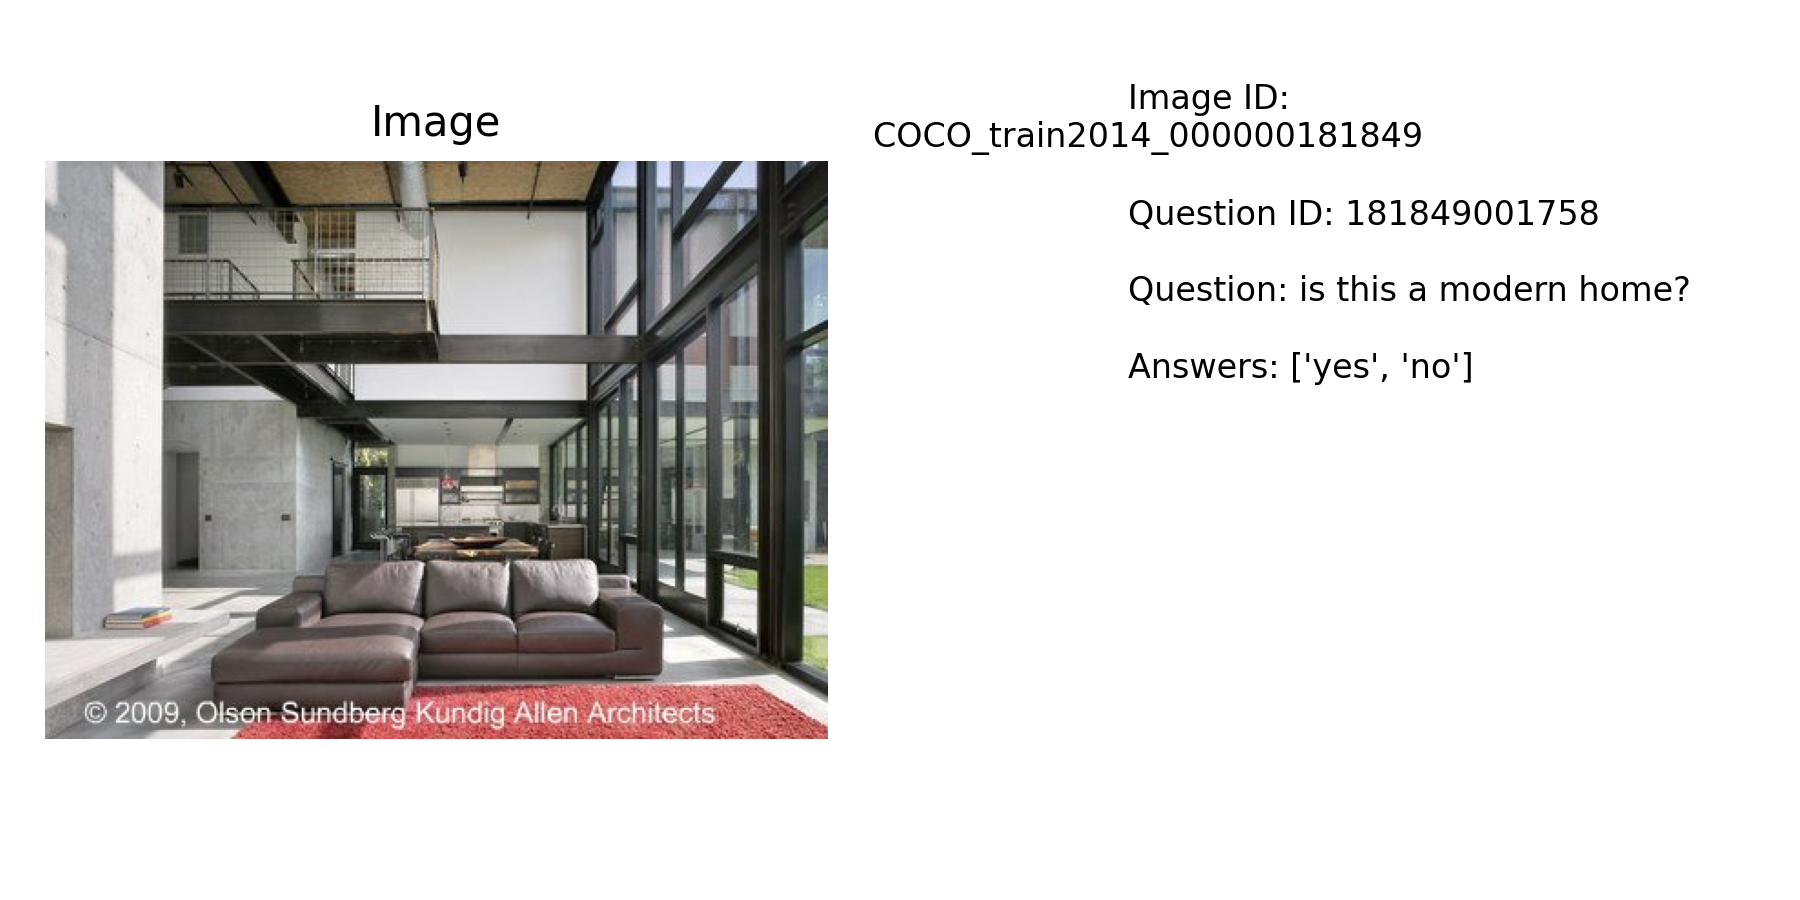 Image
© 2009, Olson Sundberg Kundig Allen Architects
Image ID:
COCO_train2014_000000181849
Question ID: 181849001758
Question: is this a modern home?
Answers: ['yes', 'no']